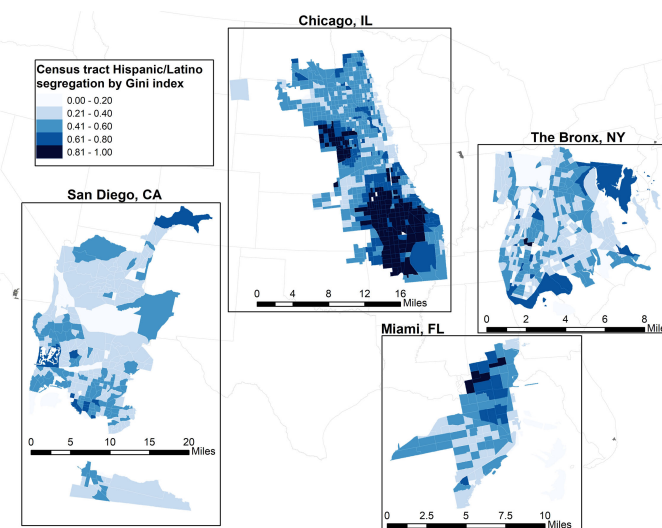 Chicago, IL
Census tract Hispanic/Latino
segregation by Gini index
0.00 - 0.20
0.21 - 0.40
0.41 - 0.60
0.61 - 0.80
0.81 - 1.00
0 4 8 12 16 Miles
The Bronx, NY
0 2 4 6 8 Miles
San Diego, CA
0 5 10 15 20 Miles
Miami, FL
0 2.5 5 7.5 10 Miles